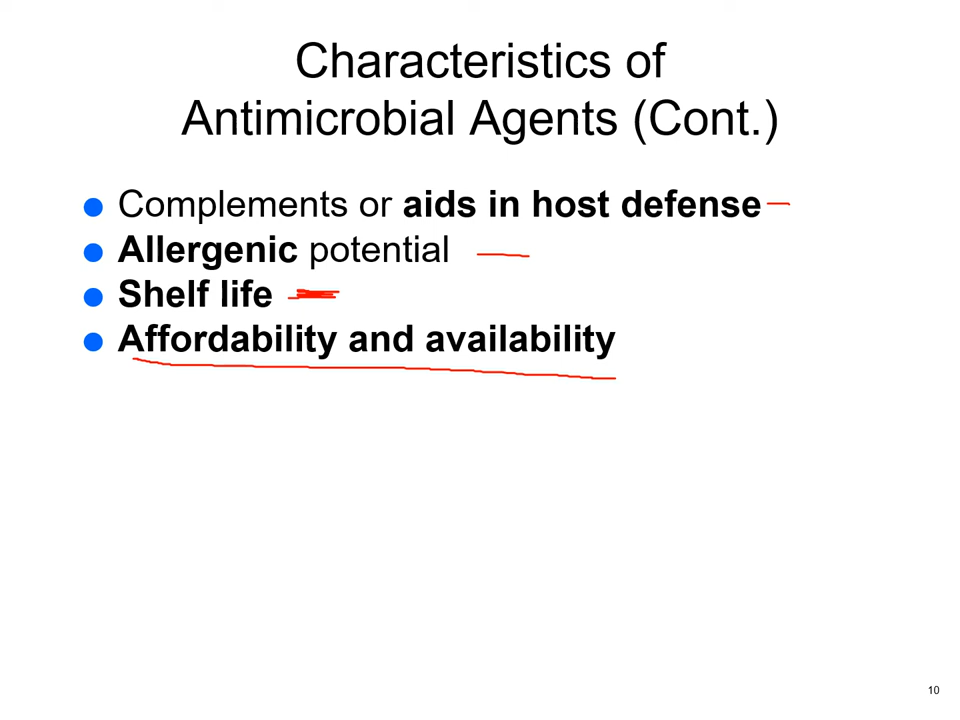 Characteristics of
Antimicrobial Agents (Cont.)
Complements or aids in host defense
Allergenic potential
Shelf life
Affordability and availability
10